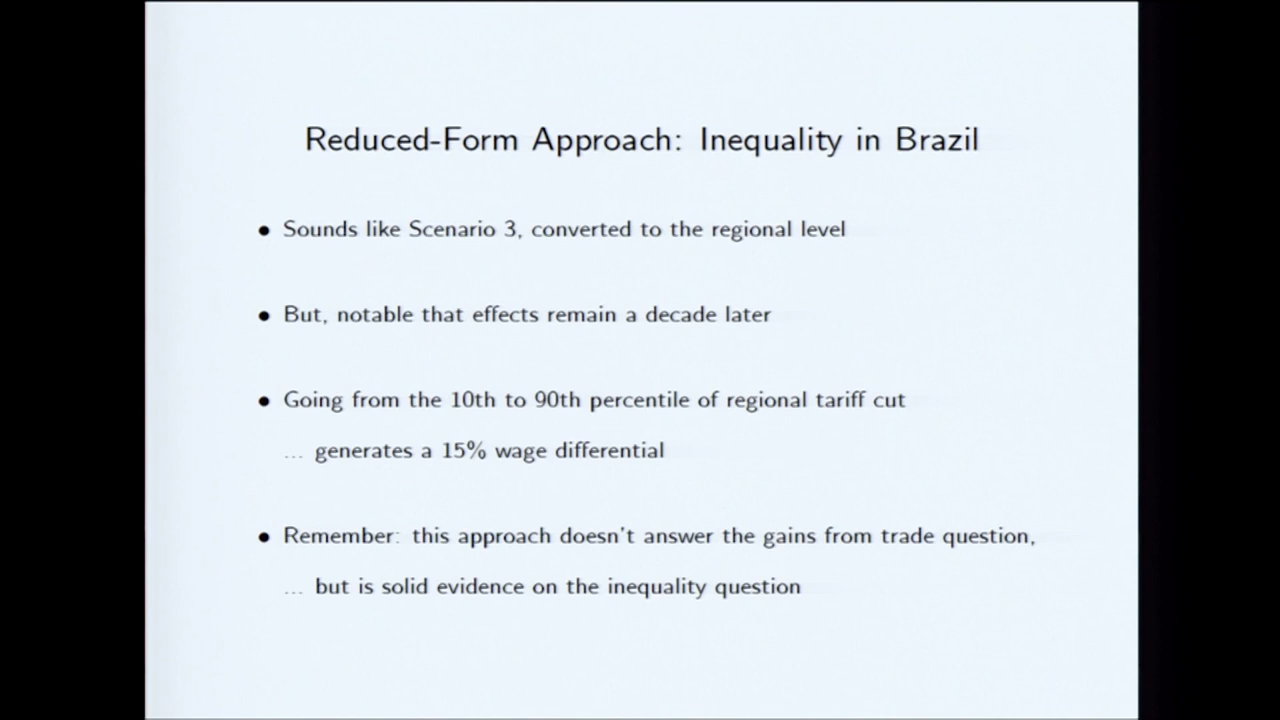 Reduced-Form Approach: Inequality in Brazil
• Sounds like Scenario 3, converted to the regional level
• But, notable that effects remain a decade later
• Going from the 10th to 90th percentile of regional tariff cut
... generates a 15% wage differential
• Remember: this approach doesn't answer the gains from trade question,
... but is solid evidence on the inequality question